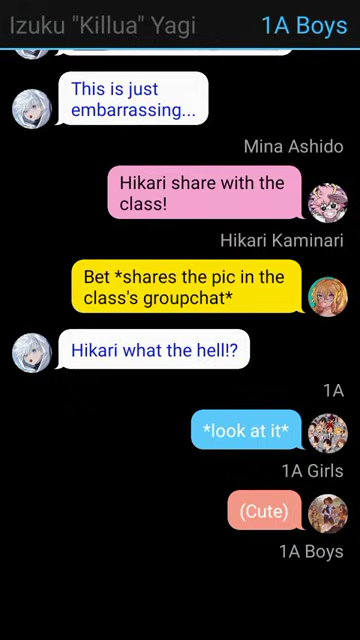 Izuku "Killua" Yagi
1A Boys
This is just
embarrassing...
Mina Ashido
Hikari share with the
class!
Hikari Kaminari
Bet *shares the pic in the
class's groupchat*
Hikari what the hell!?
1A
*look at it*
1A Girls
(Cute)
1A Boys